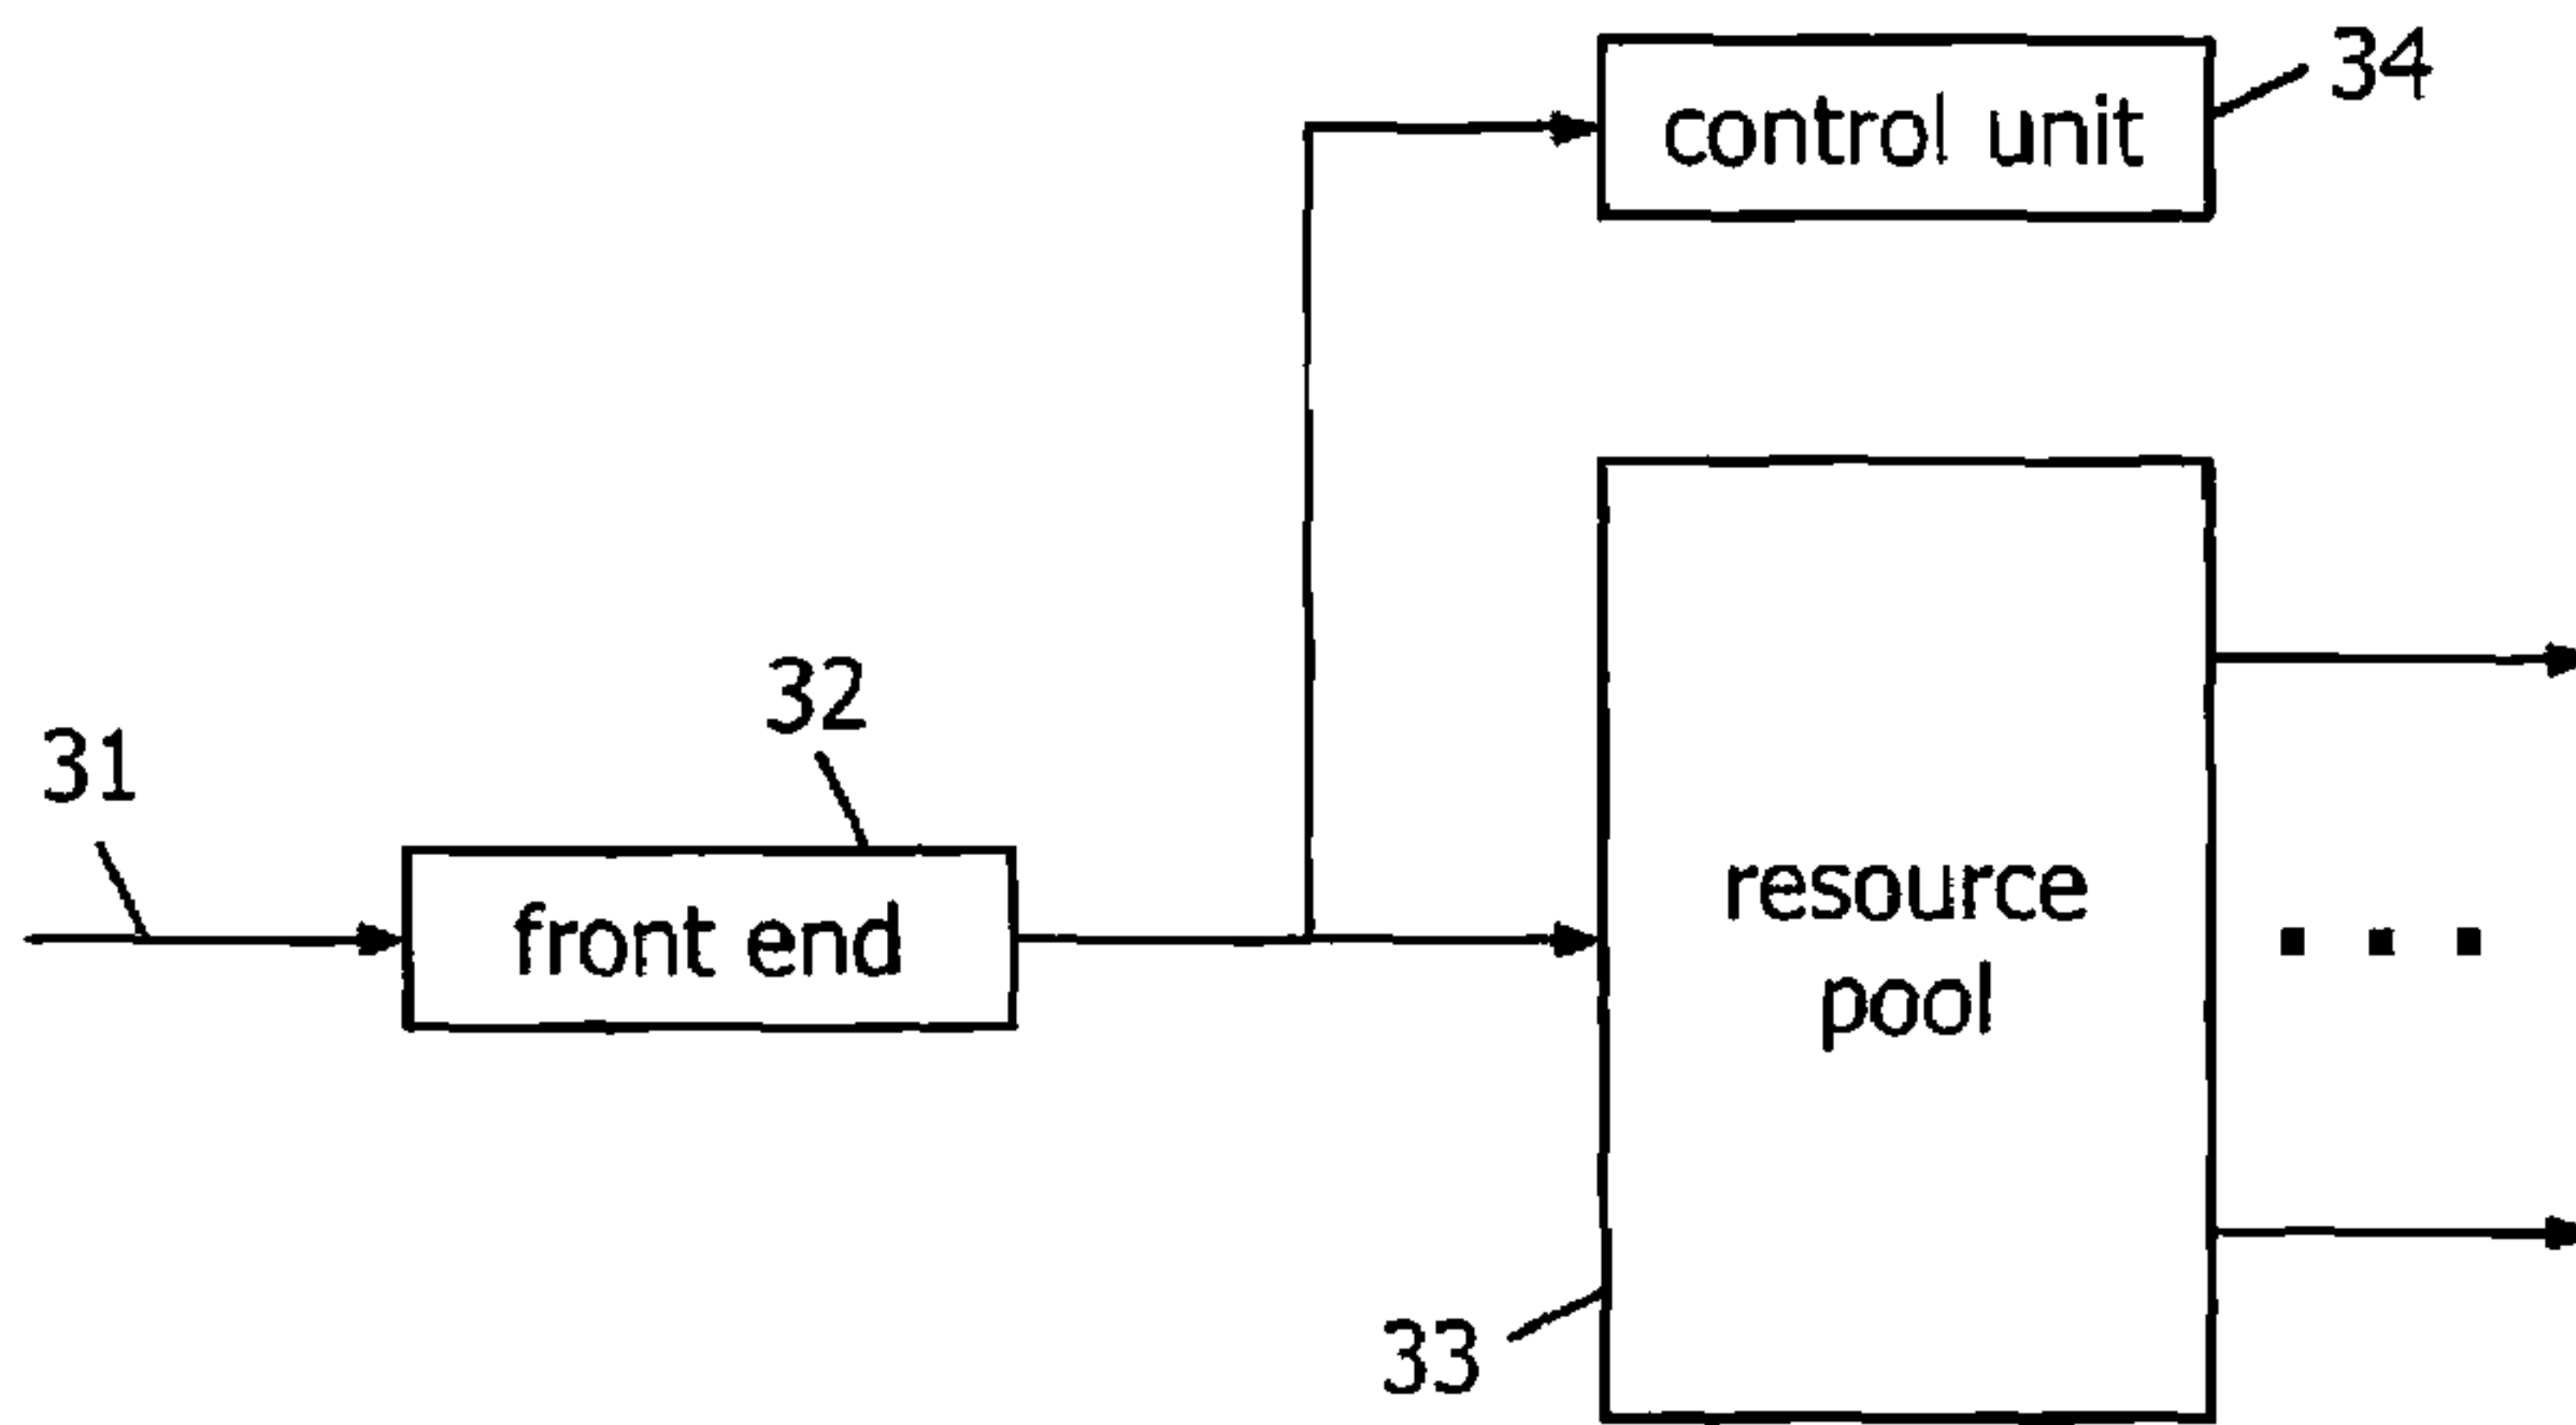 34
control unit
32
31
front end
resource
pool
33